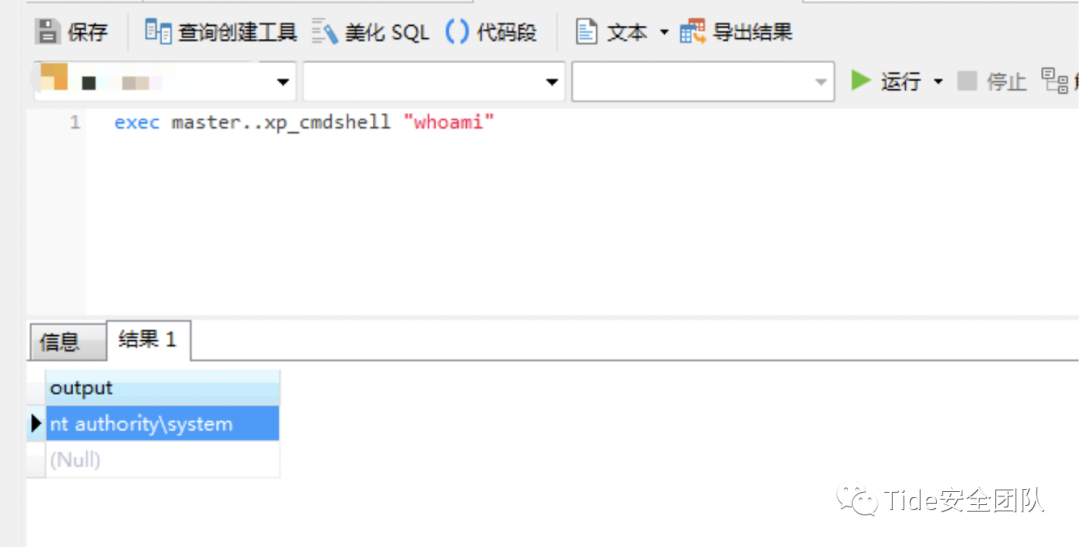 保存 查询创建工具 美化 SQL () 代码段 文本 导出结果
运行 停止
1 exec master..xp_cmdshell "whoami"
信息 结果 1
output
nt authority\system
(Null)
Tide安全团队